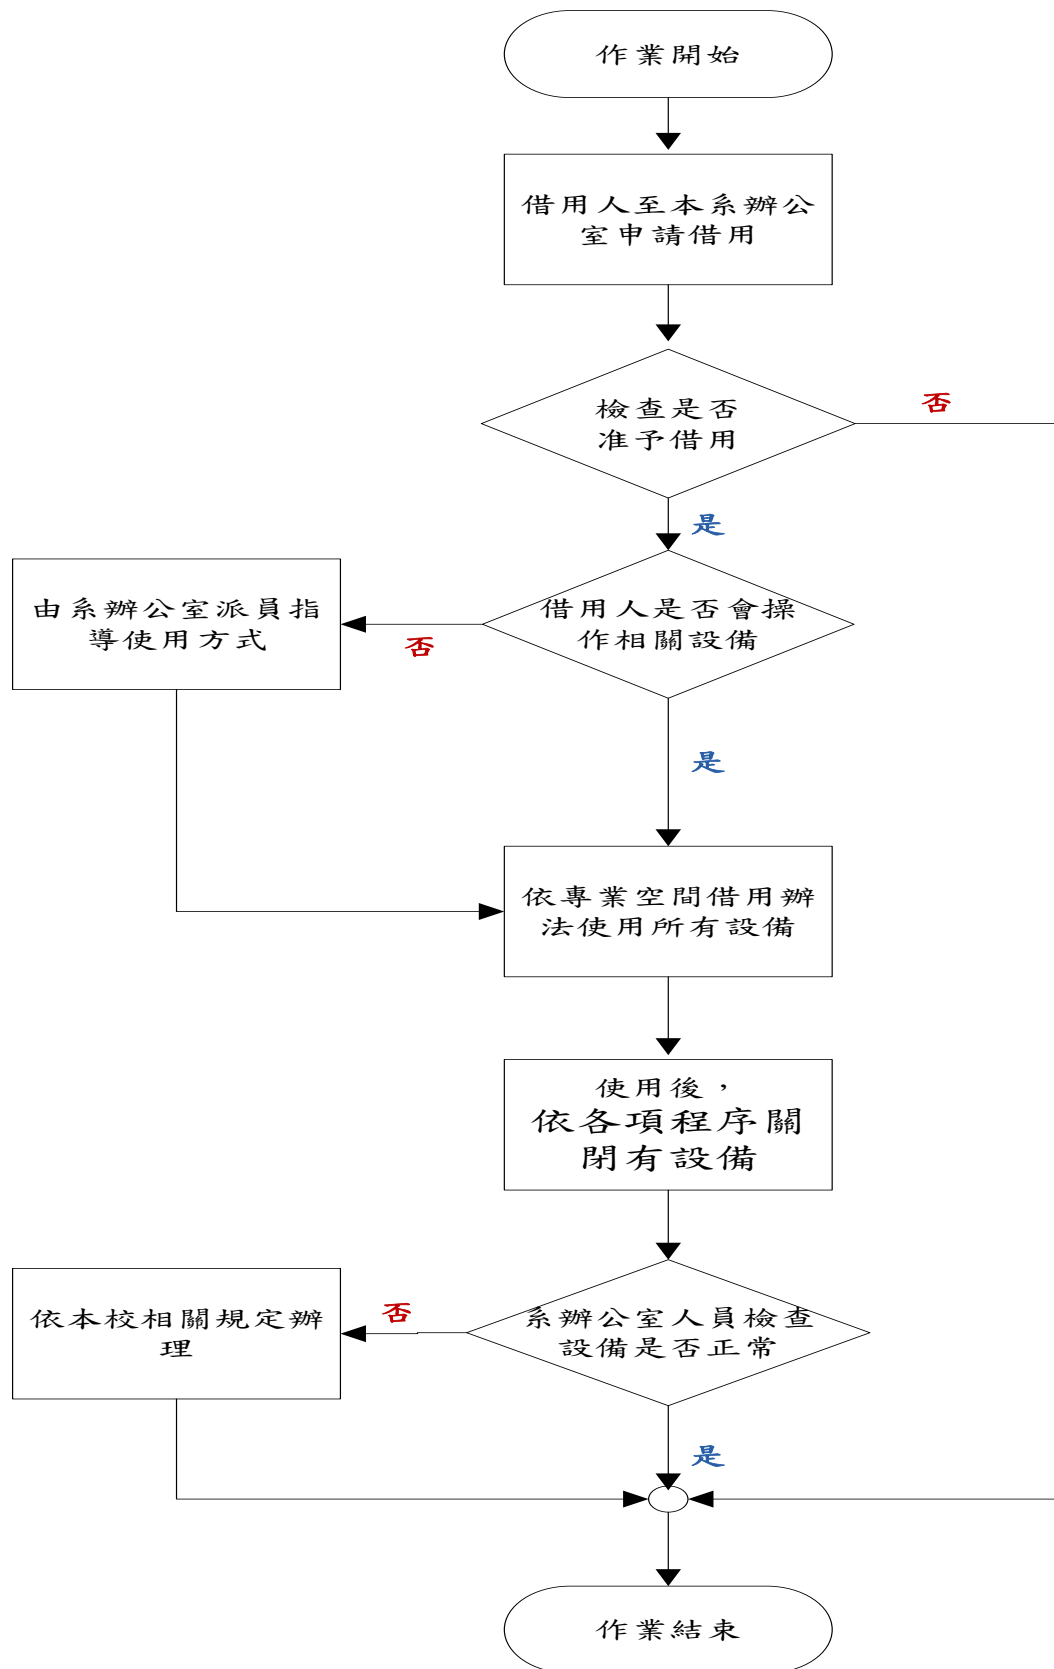 作業開始
借用人至本系辦公
室申請借用
檢查是否
准予借用
否
是
借用人是否會操
作相關設備
由系辦公室派員指
導使用方式
否
是
依專業空間借用辦
法使用所有設備
使用後，
依各項程序關
閉有設備
系辦公室人員檢查
設備是否正常
否
依本校相關規定辦
理
是
作業結束